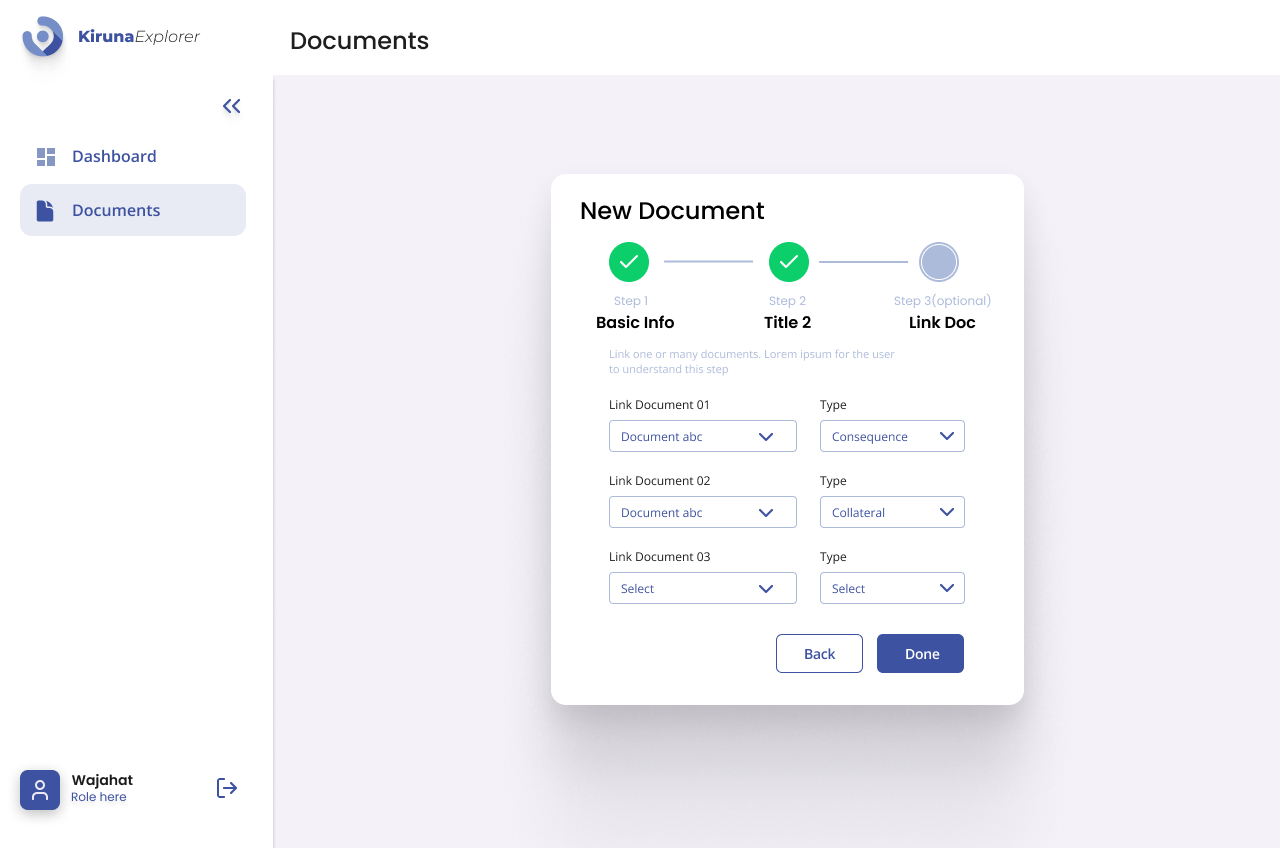 KirunaExplorer
Documents
Dashboard
Documents
New Document
Step 1
Step 2
Step 3(optional)
Basic Info
Title 2
Link Doc
Link one or many documents. Lorem ipsum for the user
to understand this step
Link Document 01
Type
Document abc
Consequence
Link Document 02
Type
Document abc
Collateral
Link Document 03
Type
Select
Select
Back
Done
Wajahat
Role here